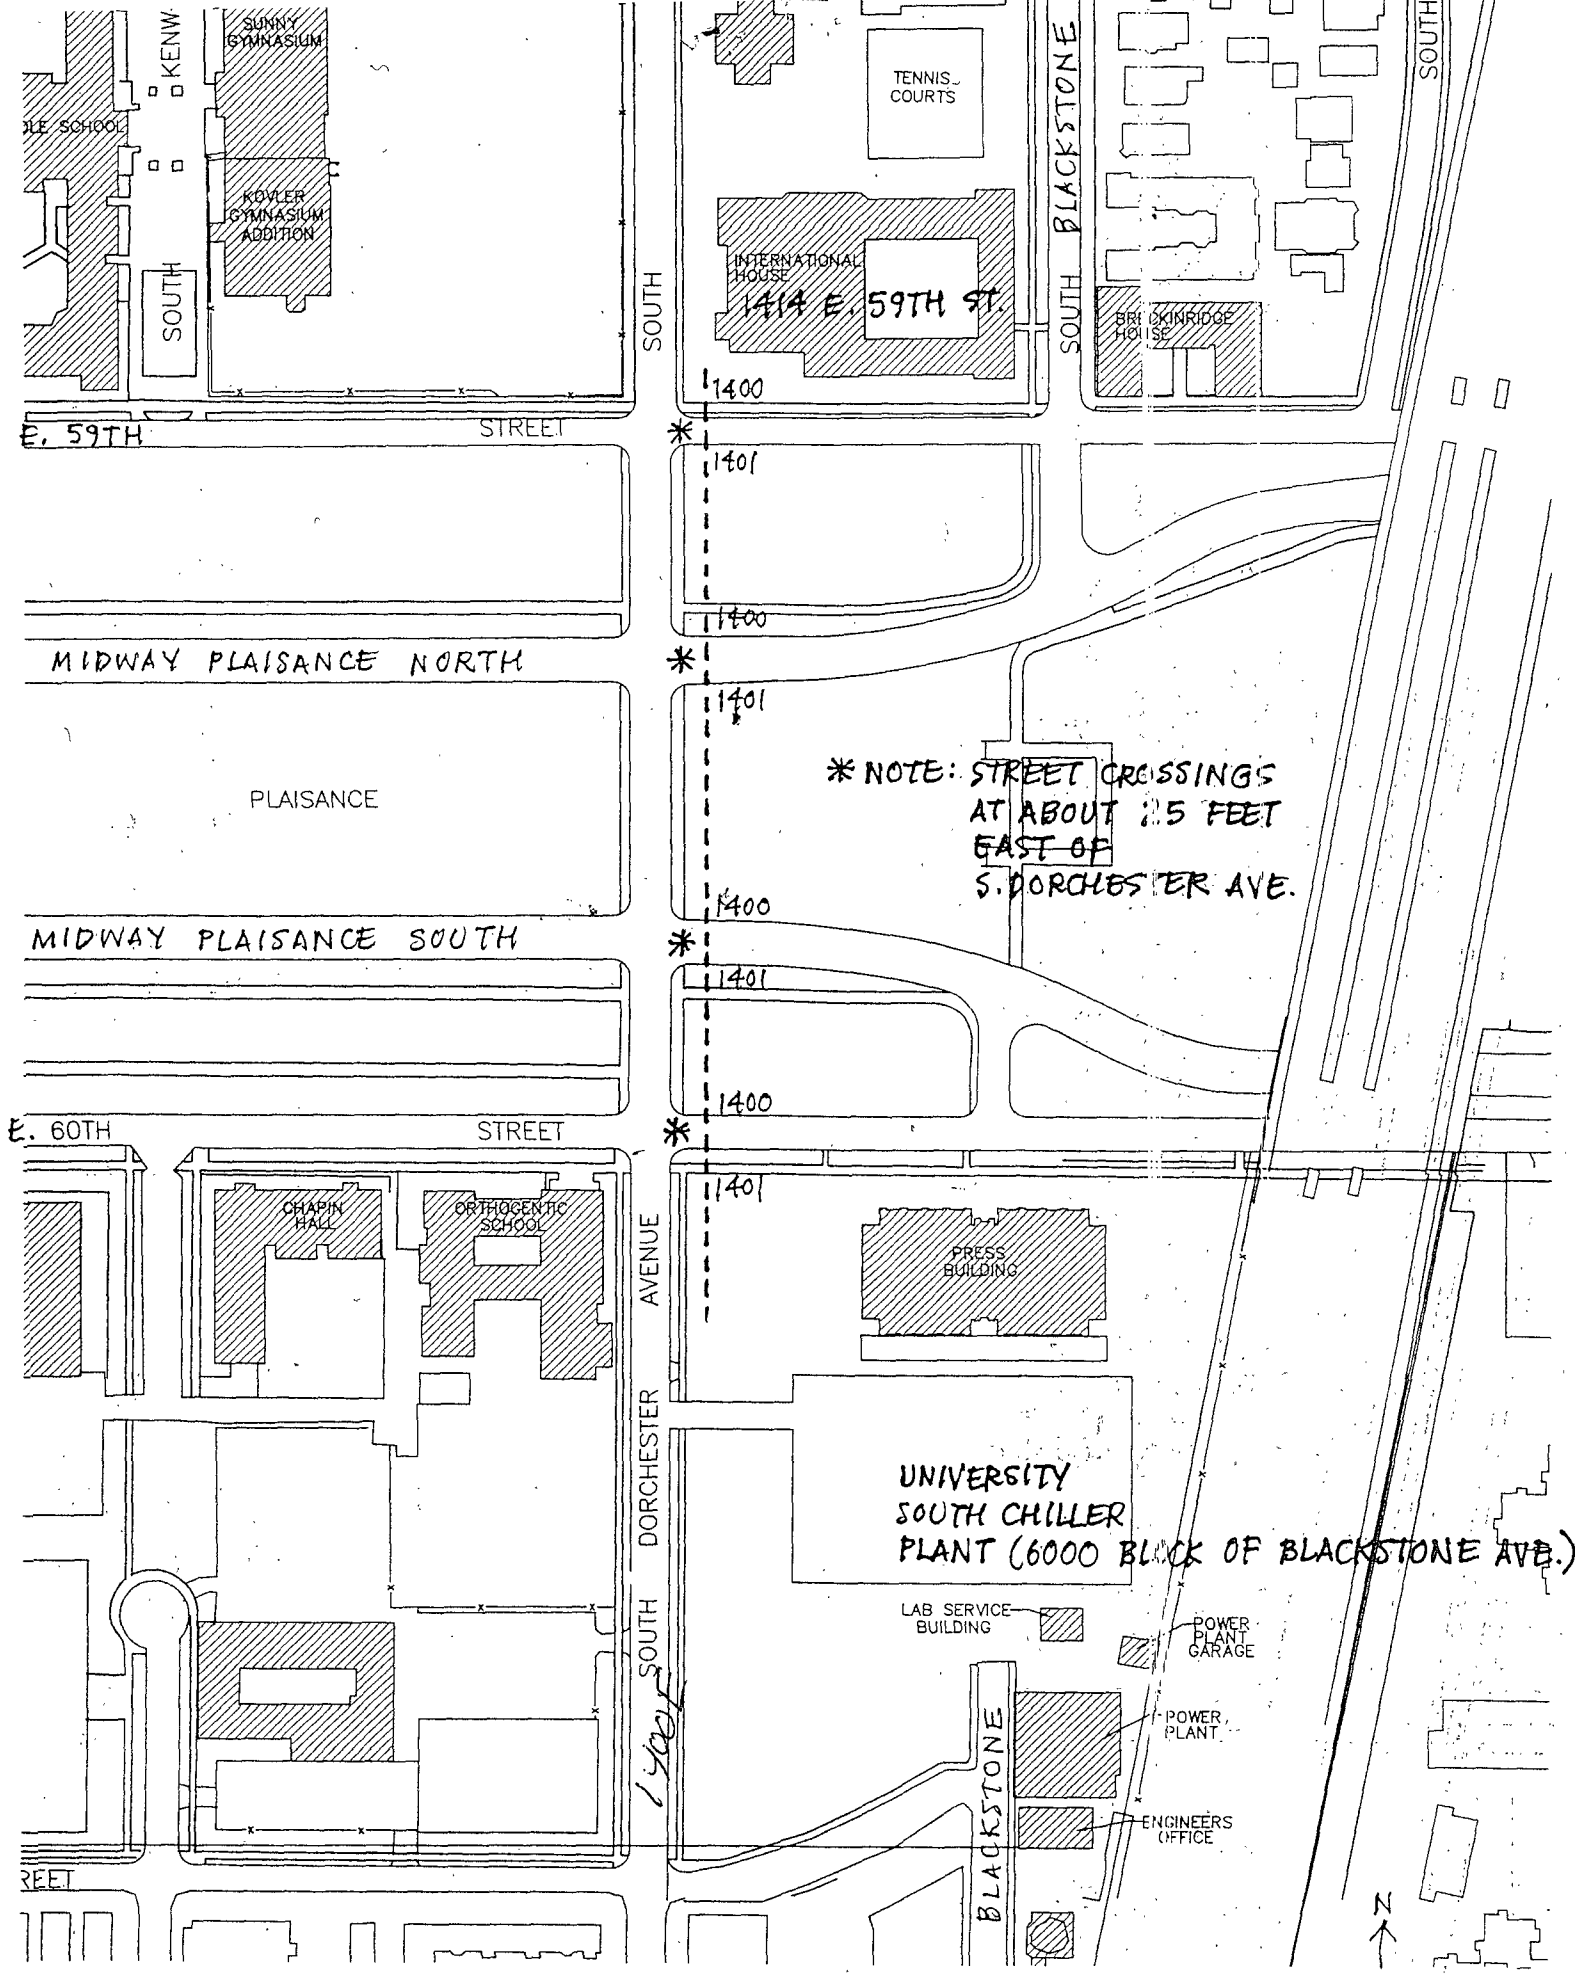 SUNNY
GYMNASIUM
KENW
SOUTH
TENNIS
COURTS
SOUTH BLACKSTONE
SOUTH
DLE SCHOOL
KOVLER
GYMNASIUM
ADDITION
SOUTH
INTERNATIONAL
HOUSE
1414 E. 59TH ST.
BRECKINRIDGE
HOUSE
1400
E. 59TH STREET *
1401
1400
MIDWAY PLAISANCE NORTH *
1401
PLAISANCE
* NOTE: STREET CROSSINGS
AT ABOUT 5 FEET
EAST OF
S. DORCHESTER AVE.
1400
MIDWAY PLAISANCE SOUTH *
1401
1400
E. 60TH STREET *
1401
CHAPIN
HALL
ORTHOGENTIC
SCHOOL
SOUTH DORCHESTER AVENUE
1400 E
PRESS
BUILDING
UNIVERSITY
SOUTH CHILLER
PLANT (6000 BLOCK OF BLACKSTONE AVE.)
LAB SERVICE
BUILDING
POWER
PLANT
GARAGE
POWER
PLANT
BLACKSTONE
ENGINEERS
OFFICE
REET
N